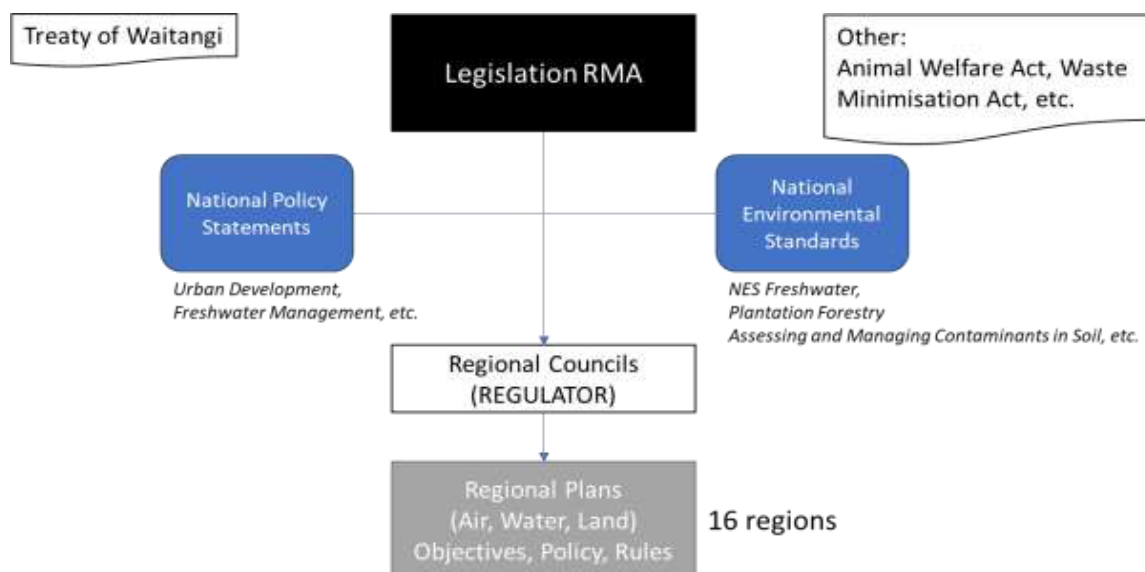 Treaty of Waitangi
Legislation RMA
Other:
Animal Welfare Act, Waste
Minimisation Act, etc.
National Policy
Statements
National
Environmental
Standards
Urban Development,
Freshwater Management, etc.
NES Freshwater,
Plantation Forestry
Assessing and Managing Contaminants in Soil, etc.
Regional Councils
(REGULATOR)
Regional Plans
(Air, Water, Land)
Objectives, Policy, Rules
16 regions